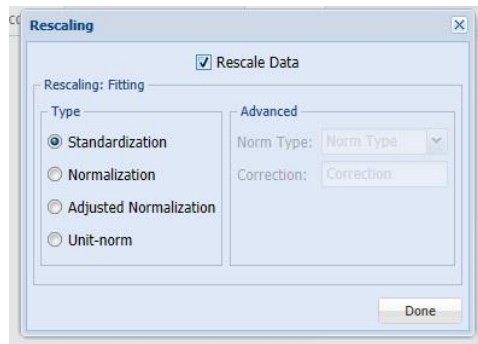 Rescaling
Rescale Data
Rescaling: Fitting
Type
Standardization
Normalization
Adjusted Normalization
Unit-norm
Advanced
Norm Type: Norm Type
Correction: Correction
Done